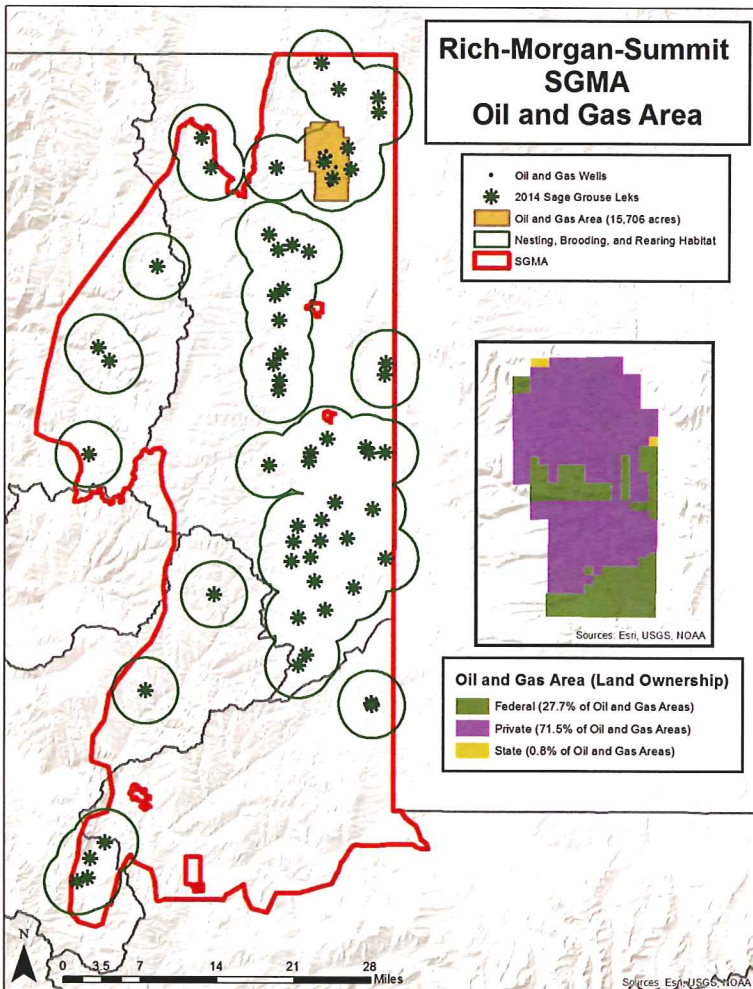 Rich-Morgan-Summit
SGMA
Oil and Gas Area
Oil and Gas Wells
2014 Sage Grouse Leks
Oil and Gas Area (15,706 acres)
Nesting, Brooding, and Rearing Habitat
SGMA
Sources: Esri, USGS, NOAA
Oil and Gas Area (Land Ownership)
Federal (27.7% of Oil and Gas Areas)
Private (71.5% of Oil and Gas Areas)
State (0.8% of Oil and Gas Areas)
N
0 3.5 7 14 21 28
Miles
Sources: Esri, USGS, NOAA